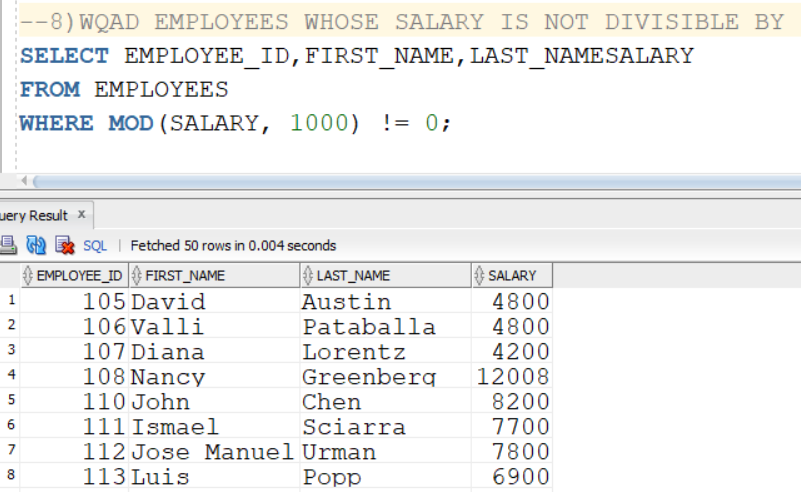 --8)WQAD EMPLOYEES WHOSE SALARY IS NOT DIVISIBLE BY
SELECT EMPLOYEE_ID,FIRST_NAME,LAST_NAMESALARY
FROM EMPLOYEES
WHERE MOD(SALARY, 1000) != 0;
uery Result x
SQL | Fetched 50 rows in 0.004 seconds
EMPLOYEE_ID FIRST_NAME LAST_NAME SALARY
1 105 David Austin 4800
2 106 Valli Pataballa 4800
3 107 Diana Lorentz 4200
4 108 Nancy Greenberg 12008
5 110 John Chen 8200
6 111 Ismael Sciarra 7700
7 112 Jose Manuel Urman 7800
8 113 Luis Popp 6900